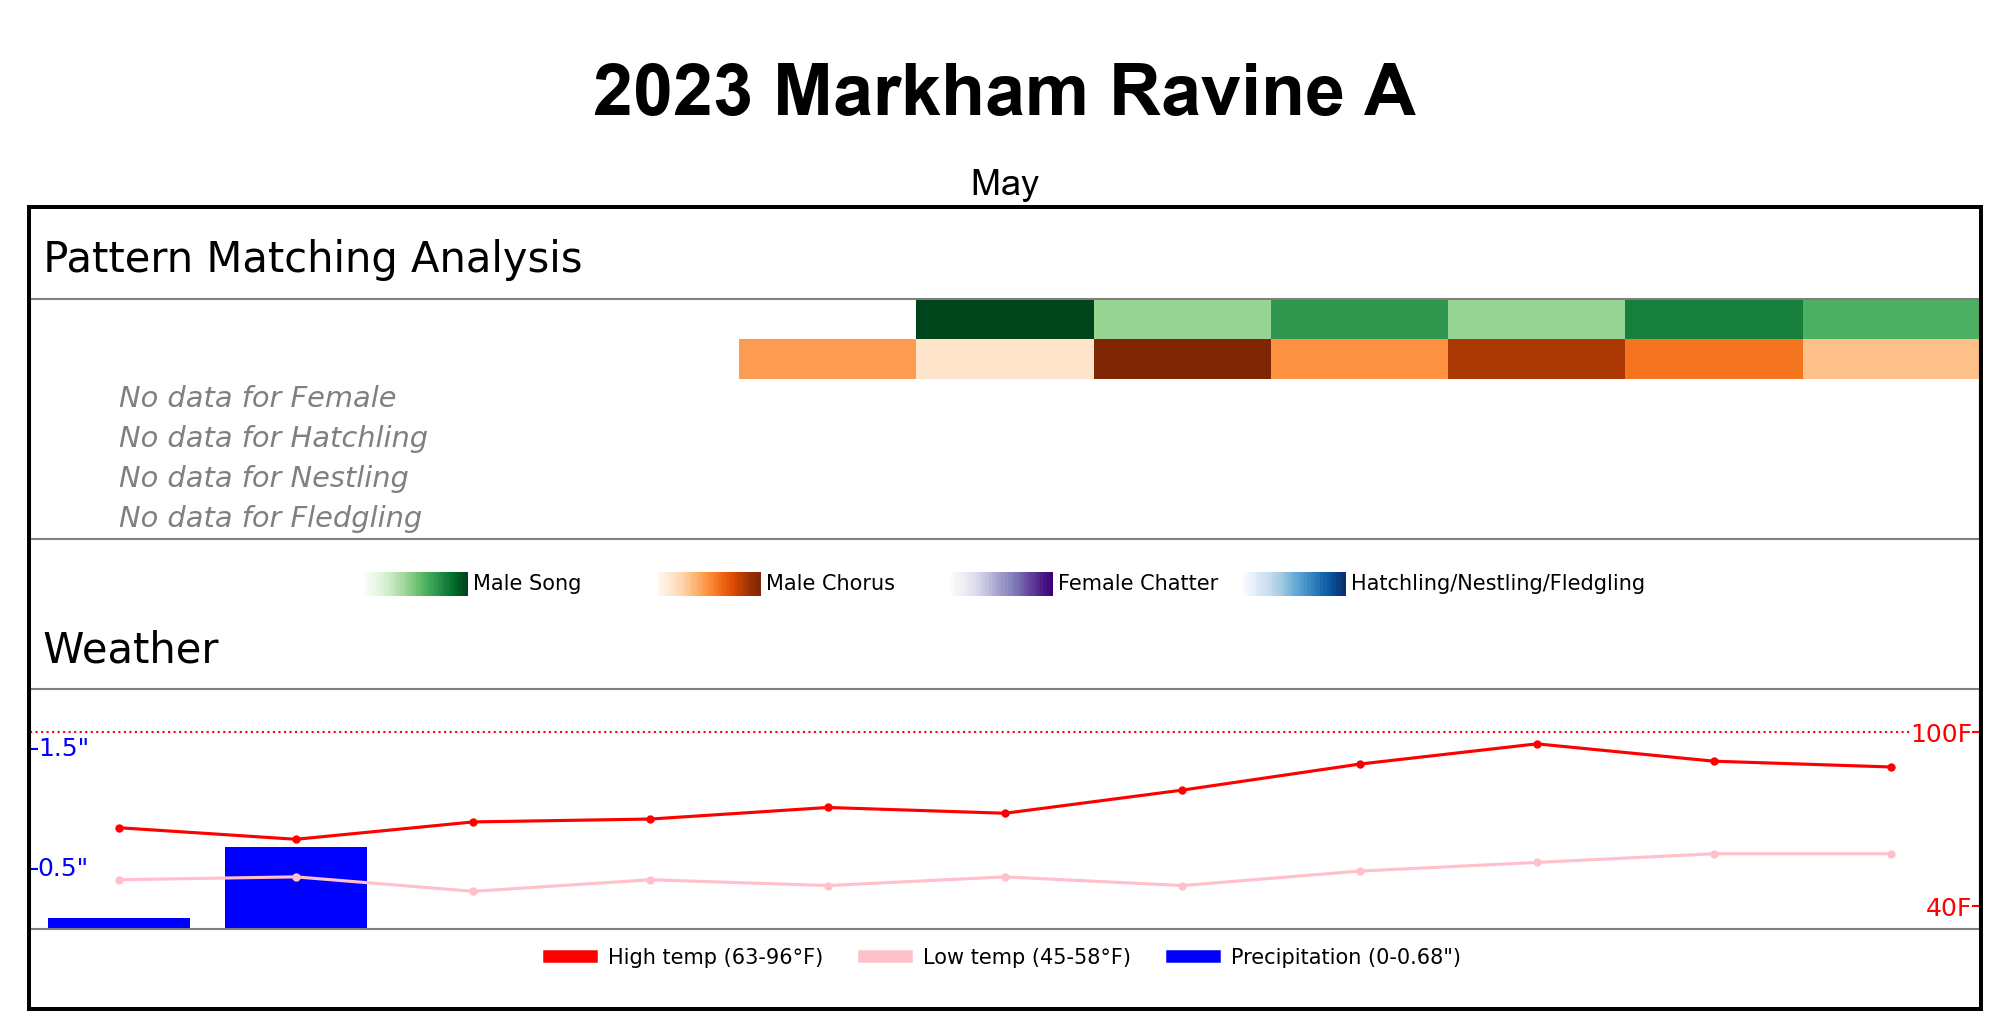 2023 Markham Ravine A
May
Pattern Matching Analysis
No data for Female
No data for Hatchling
No data for Nestling
No data for Fledgling
Male Song Male Chorus Female Chatter Hatchling/Nestling/Fledgling
Weather
100F
1.5"
0.5"
40F
High temp (63-96°F) Low temp (45-58°F) Precipitation (0-0.68")